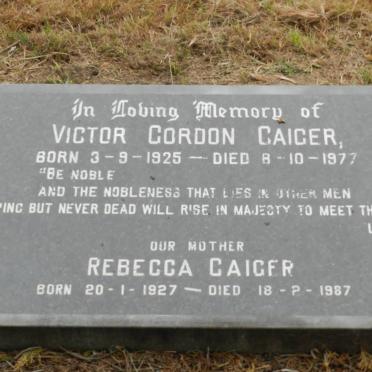 In Loving Memory of
VICTOR GORDON GAIGER,
BORN 3-9-1925 — DIED 8-10-1977
"BE NOBLE
AND THE NOBLENESS THAT LIES IN OTHER MEN
PING BUT NEVER DEAD WILL RISE IN MAJESTY TO MEET TH
OUR MOTHER
REBECCA GAIGER
BORN 20-1-1927 — DIED 18-2-1987